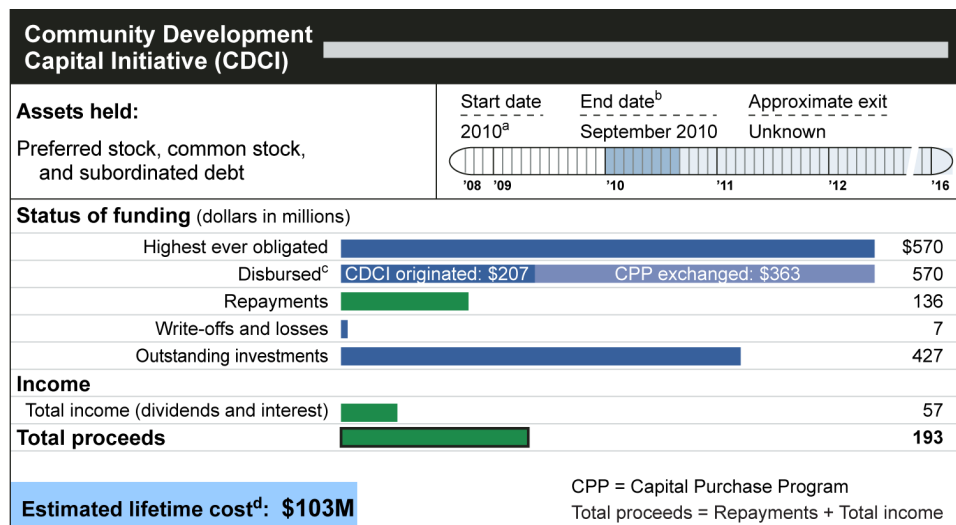 Community Development
Capital Initiative (CDCI)
Assets held:
Preferred stock, common stock,
and subordinated debt
Start date
2010a
End dateb
September 2010
Approximate exit
Unknown
’08 ’09 ’10 ’11 ’12 ’16
Status of funding (dollars in millions)
Highest ever obligated $570
Disbursedc CDCI originated: $207 CPP exchanged: $363 570
Repayments 136
Write-offs and losses 7
Outstanding investments 427
Income
Total income (dividends and interest) 57
Total proceeds 193
Estimated lifetime costd: $103M
CPP = Capital Purchase Program
Total proceeds = Repayments + Total income